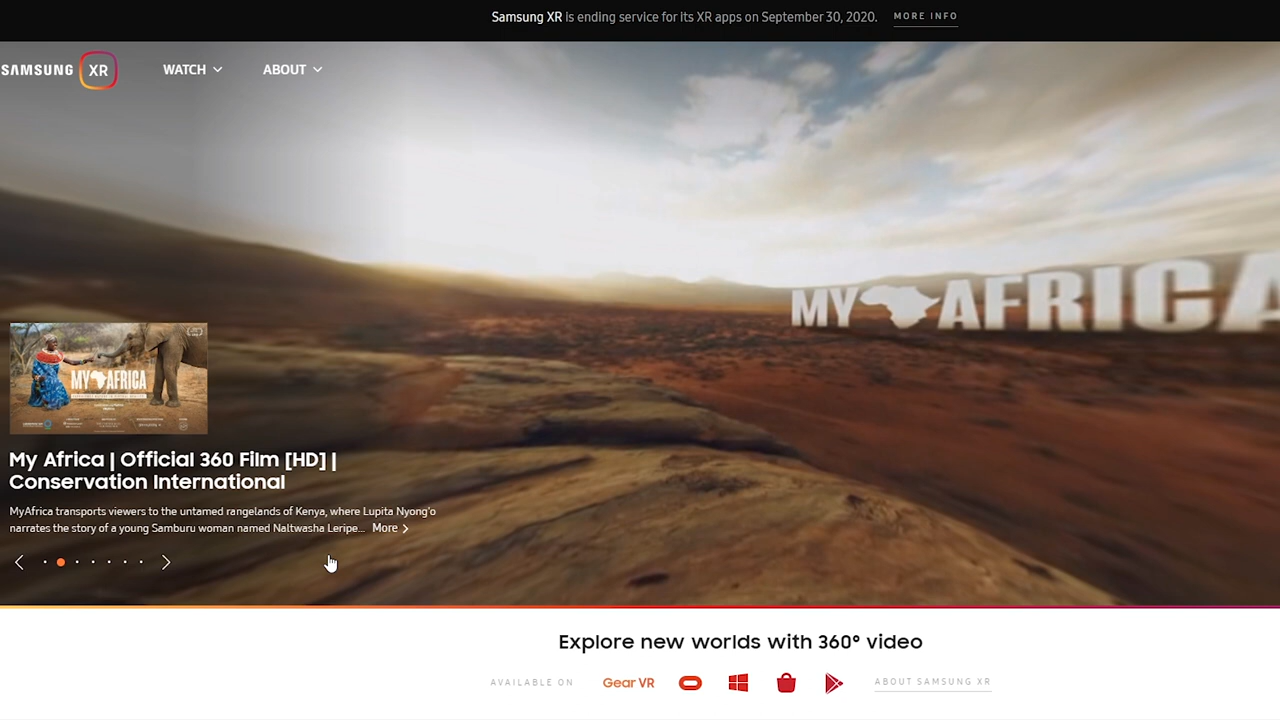 Samsung XR is ending service for its XR apps on September 30, 2020. MORE INFO
SAMSUNG XR WATCH ABOUT
MY AFRICA
MY AFRICA
My Africa | Official 360 Film [HD] |
Conservation International
MyAfrica transports viewers to the untamed rangelands of Kenya, where Lupita Nyong'o
narrates the story of a young Samburu woman named Naltwasha Leripe... More
Explore new worlds with 360° video
AVAILABLE ON Gear VR ABOUT SAMSUNG XR